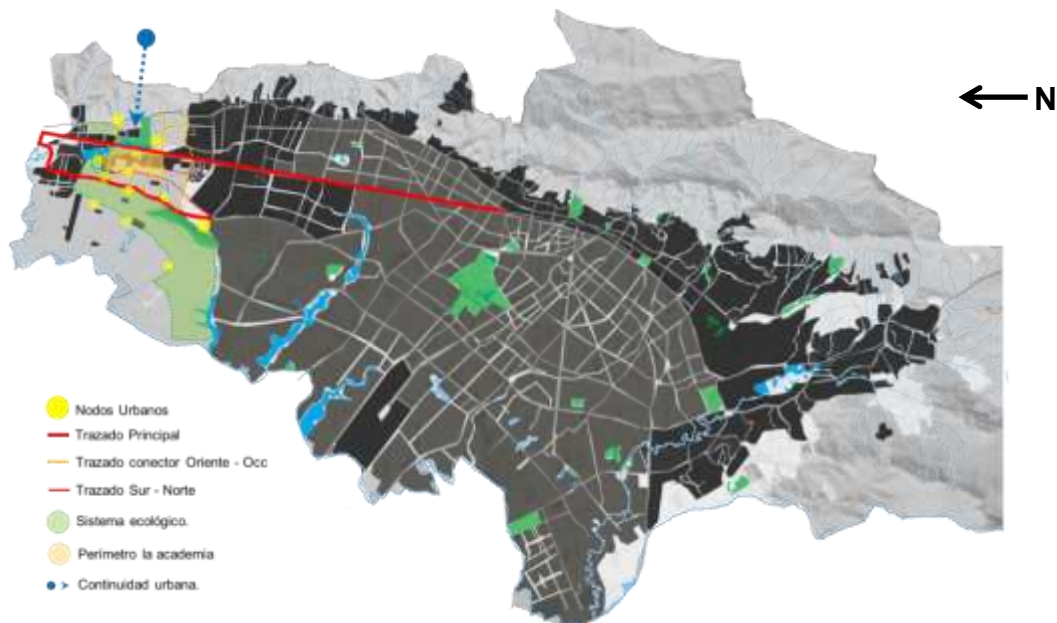 N
Nodos Urbanos
Trazado Principal
Trazado conector Oriente - Occ
Trazado Sur - Norte
Sistema ecológico.
Perímetro la academia
Continuidad urbana.